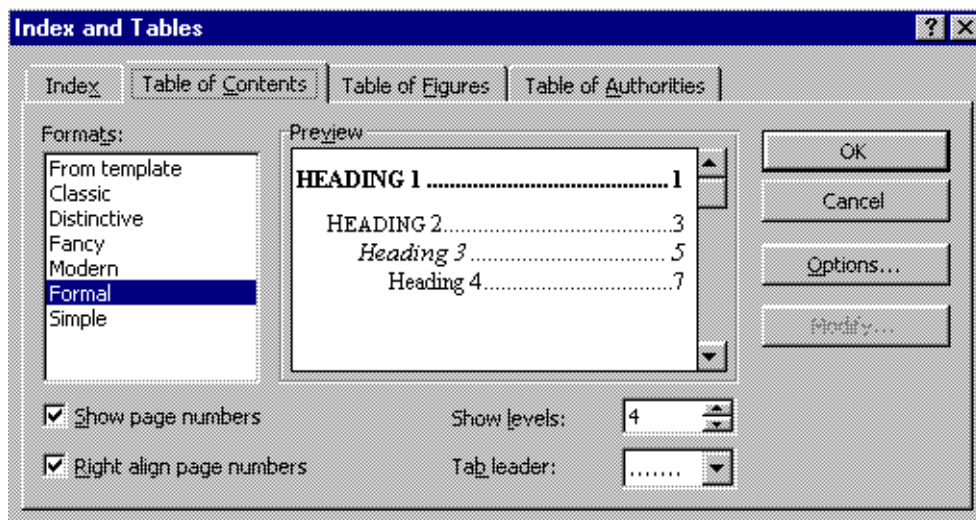 Index and Tables
Index Table of Contents Table of Figures Table of Authorities
Formats:
From template
Classic
Distinctive
Fancy
Modern
Formal
Simple
Preview
HEADING 1 ............................................. 1
HEADING 2.......................................3
Heading 3 ..................................... 5
Heading 4................................7
OK
Cancel
Options...
Modify...
Show page numbers
Right align page numbers
Show levels: 4
Tab leader: .......